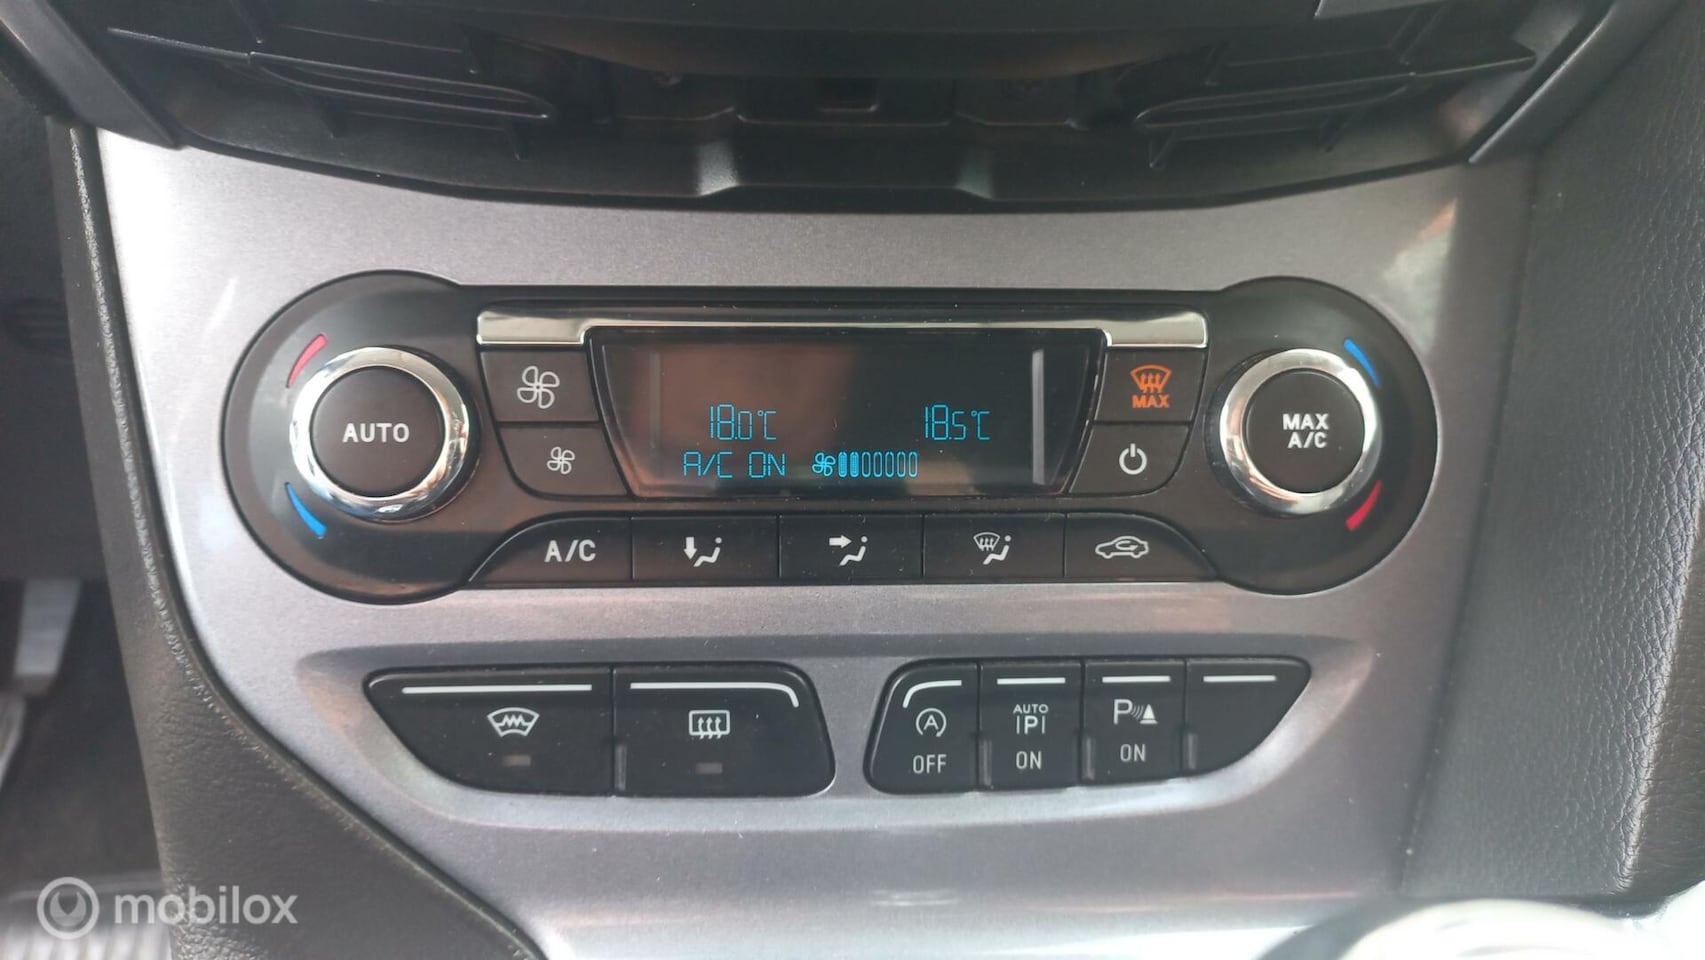 18.0°C 18.5°C
A/C ON
AUTO
MAX
MAX
A/C
A/C
A
OFF
AUTO
P
ON
P
ON
mobilox